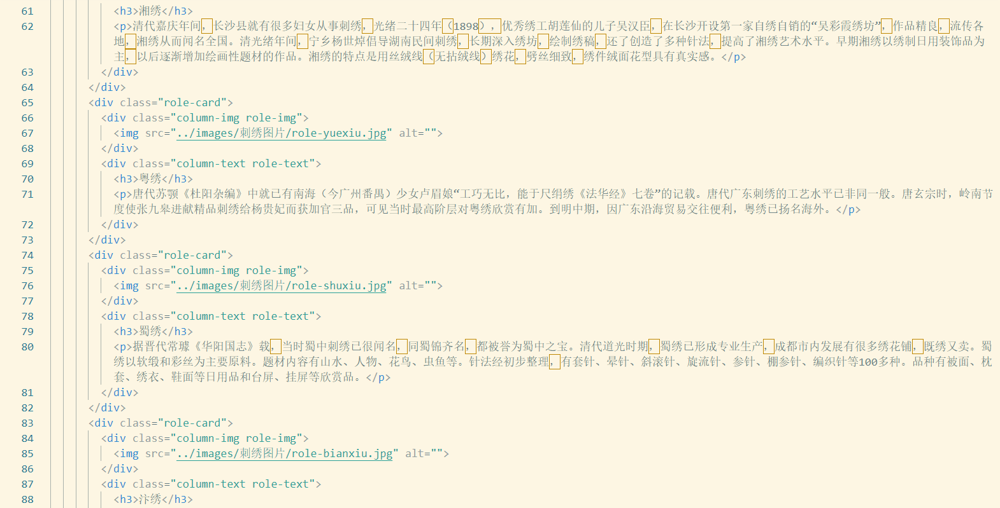 61 <h3>湘绣</h3>
62 <p>清代嘉庆年间，长沙县就有很多妇女从事刺绣，光绪二十四年（1898），优秀绣工胡莲仙的儿子吴汉臣，在长沙开设第一家自绣自销的“吴彩霞绣坊”，作品精良，流传各
地，湘绣从而闻名全国。清光绪年间，宁乡杨世焯倡导湖南民间刺绣，长期深入绣坊，绘制绣稿，还了创造了多种针法，提高了湘绣艺术水平。早期湘绣以绣制日用装饰品为
主，以后逐渐增加绘画性题材的作品。湘绣的特点是用丝绒线（无拈绒线）绣花，劈丝细致，绣件绒面花型具有真实感。</p>
63 </div>
64 </div>
65 <div class="role-card">
66 <div class="column-img role-img">
67 <img src="../images/刺绣图片/role-yuexiu.jpg" alt="">
68 </div>
69 <div class="column-text role-text">
70 <h3>粤绣</h3>
71 <p>唐代苏颚《杜阳杂编》中就已有南海（今广州番禺）少女卢眉娘“工巧无比，能于尺绢绣《法华经》七卷”的记载。唐代广东刺绣的工艺水平已非同一般。唐玄宗时，岭南节
度使张九皋进献精品刺绣给杨贵妃而获加官三品，可见当时最高阶层对粤绣欣赏有加。到明中期，因广东沿海贸易交往便利，粤绣已扬名海外。</p>
72 </div>
73 </div>
74 <div class="role-card">
75 <div class="column-img role-img">
76 <img src="../images/刺绣图片/role-shuxiu.jpg" alt="">
77 </div>
78 <div class="column-text role-text">
79 <h3>蜀绣</h3>
80 <p>据晋代常璩《华阳国志》载，当时蜀中刺绣已很闻名，同蜀锦齐名，都被誉为蜀中之宝。清代道光时期，蜀绣已形成专业生产，成都市内发展有很多绣花铺，既绣又卖。蜀
绣以软缎和彩丝为主要原料。题材内容有山水、人物、花鸟、虫鱼等。针法经初步整理，有套针、晕针、斜滚针、旋流针、参针、棚参针、编织针等100多种。品种有被面、枕
套、绣衣、鞋面等日用品和台屏、挂屏等欣赏品。</p>
81 </div>
82 </div>
83 <div class="role-card">
84 <div class="column-img role-img">
85 <img src="../images/刺绣图片/role-bianxiu.jpg" alt="">
86 </div>
87 <div class="column-text role-text">
88 <h3>汴绣</h3>